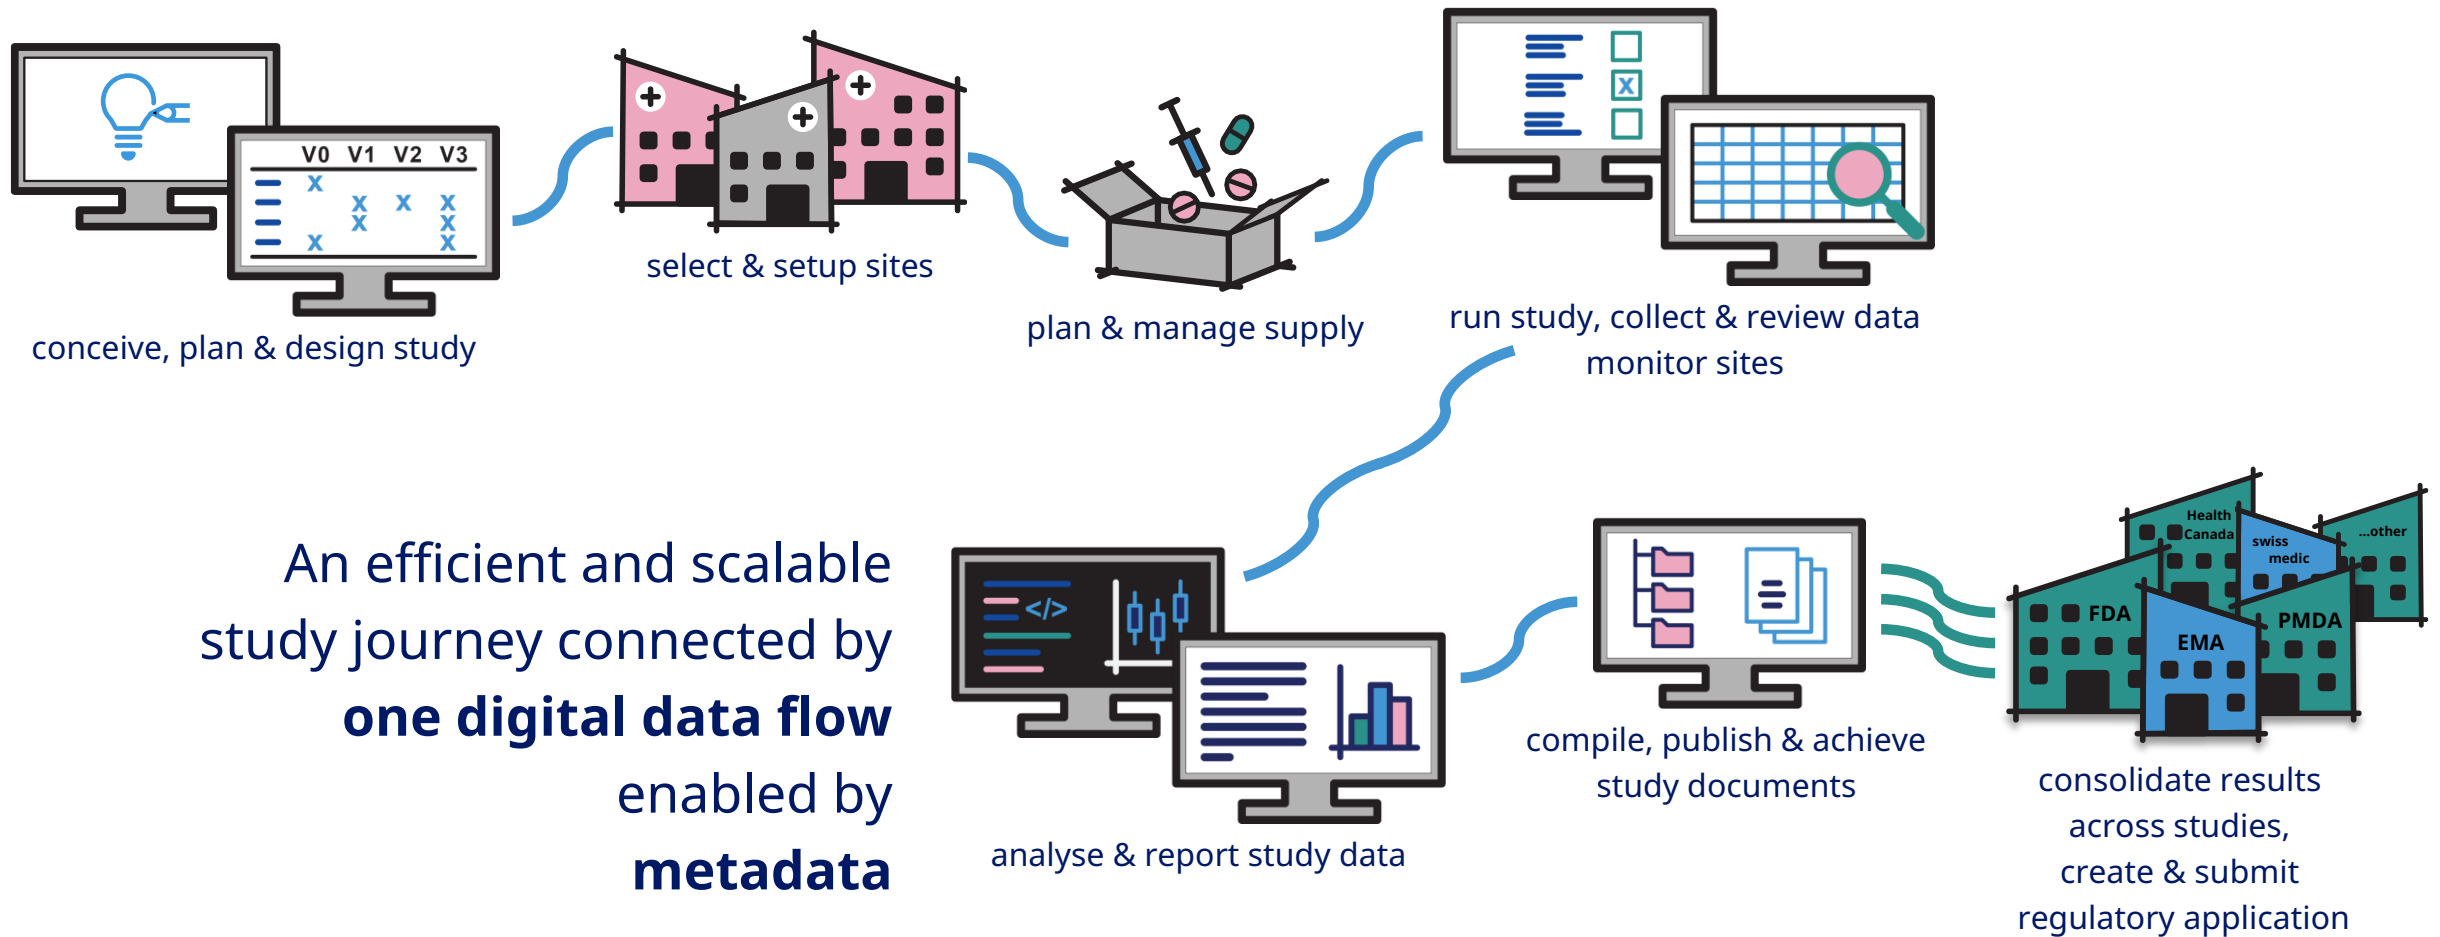 V0 V1 V2 V3
x
x x x
x x
x x
conceive, plan & design study
select & setup sites
plan & manage supply
x
run study, collect & review data
monitor sites
An efficient and scalable
study journey connected by
one digital data flow
enabled by
metadata
</>
analyse & report study data
compile, publish & achieve
study documents
Health
Canada
swiss
medic
...other
FDA
EMA
PMDA
consolidate results
across studies,
create & submit
regulatory application